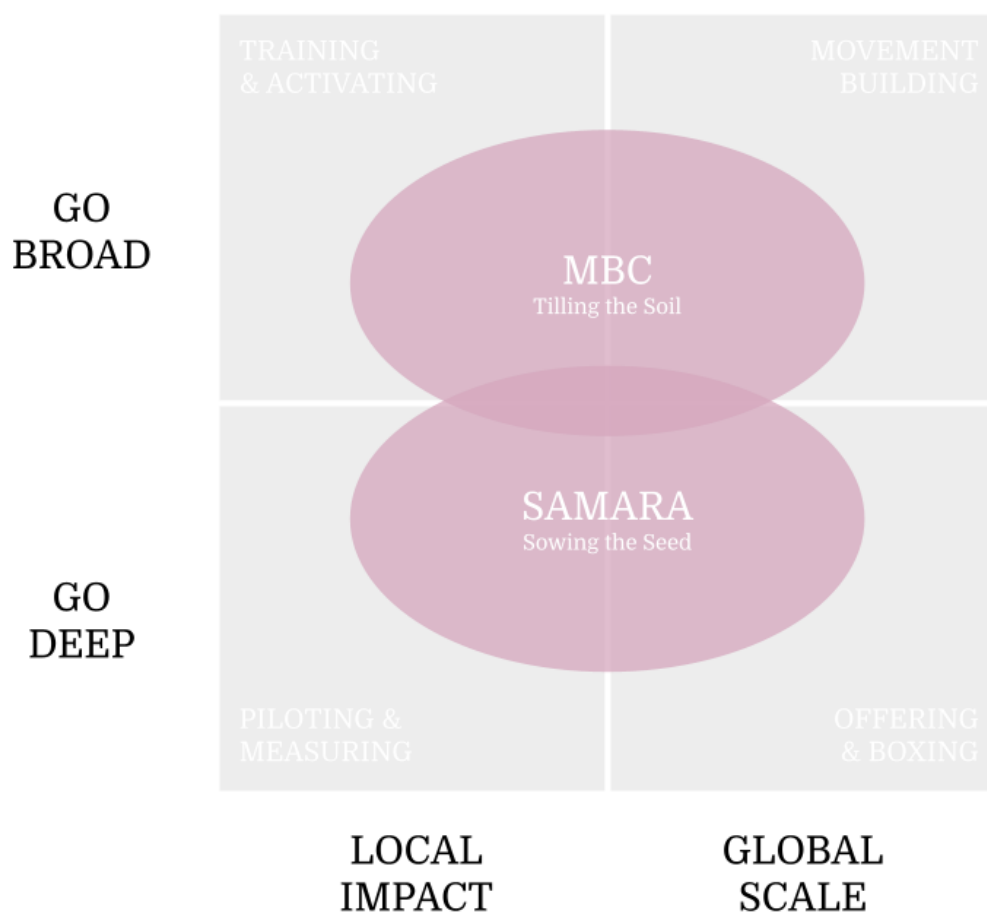 TRAINING
& ACTIVATING
MOVEMENT
BUILDING
GO
BROAD
MBC
Tilling the Soil
SAMARA
Sowing the Seed
GO
DEEP
PILOTING &
MEASURING
OFFERING
& BOXING
LOCAL
IMPACT
GLOBAL
SCALE